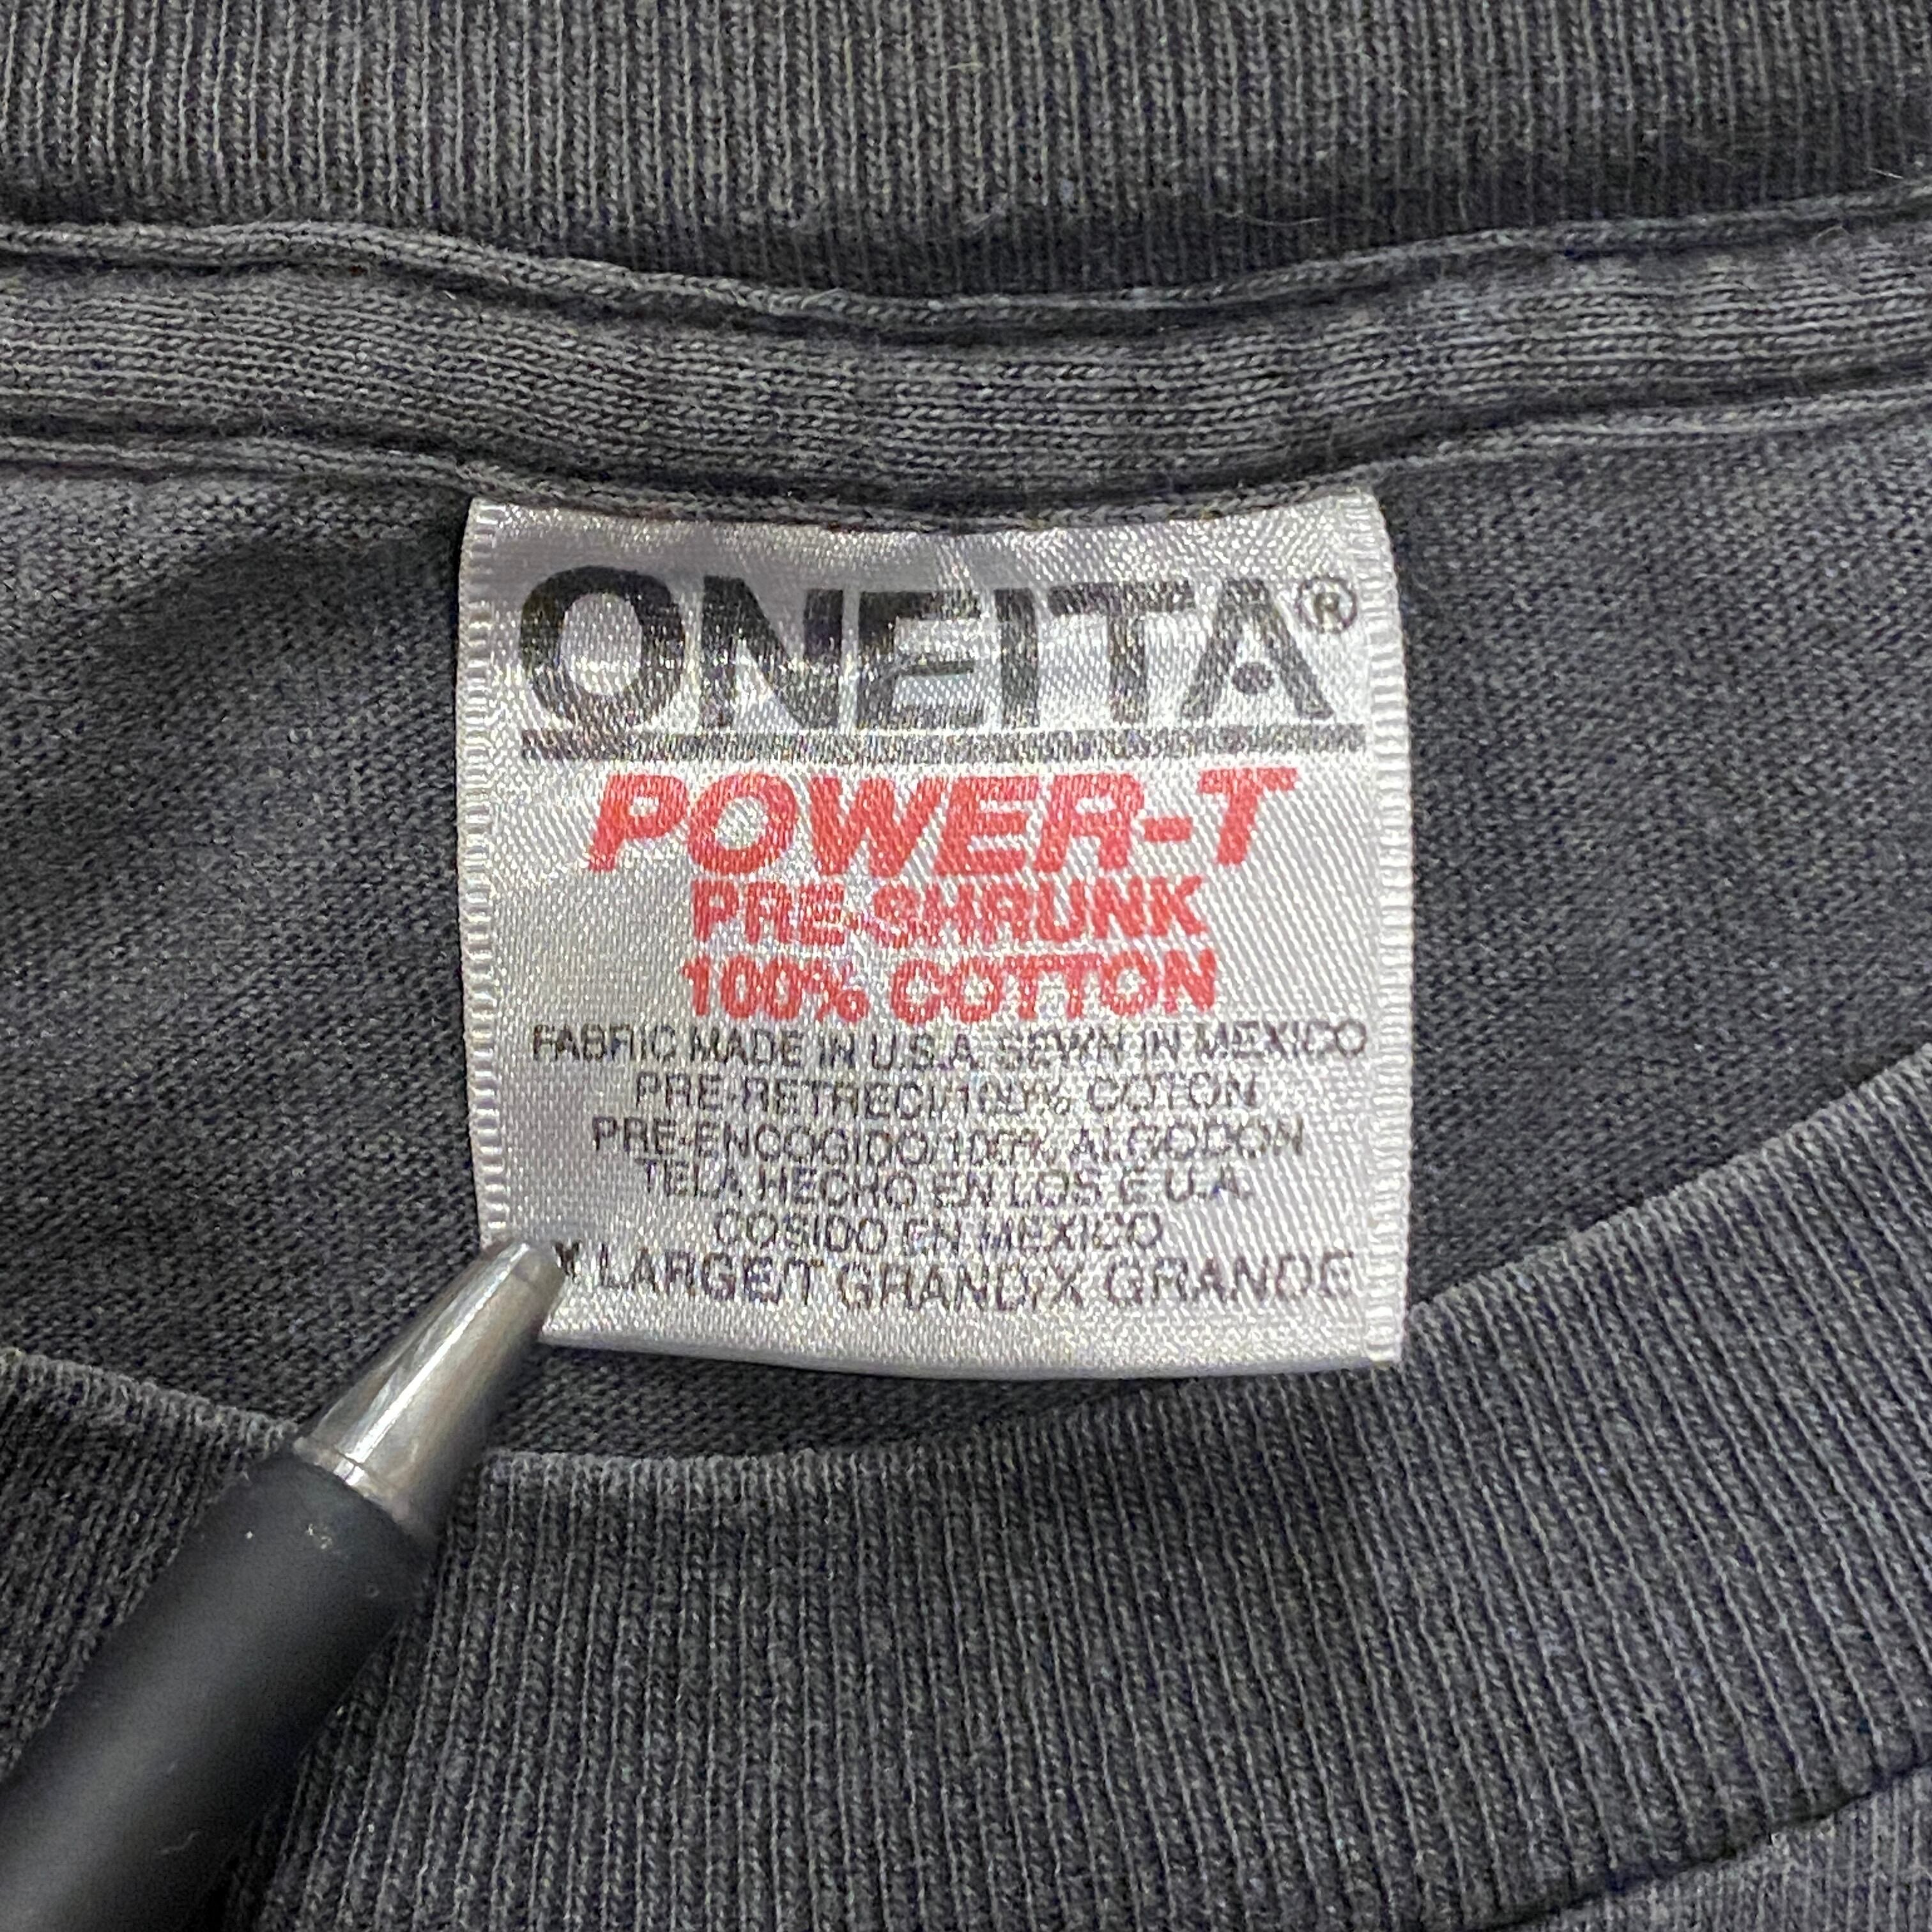 ONEITA®
POWER-T
PRE-SHRUNK
100% COTTON
FABRIC MADE IN U.S.A. SEWN IN MEXICO
PRE-RETRECI/100% COTON
PRE-ENCOGIDO/100% ALGODON
TELA HECHO EN LOS E.U.A.
COSIDO EN MEXICO
X LARGE/T GRAND/X GRANDE